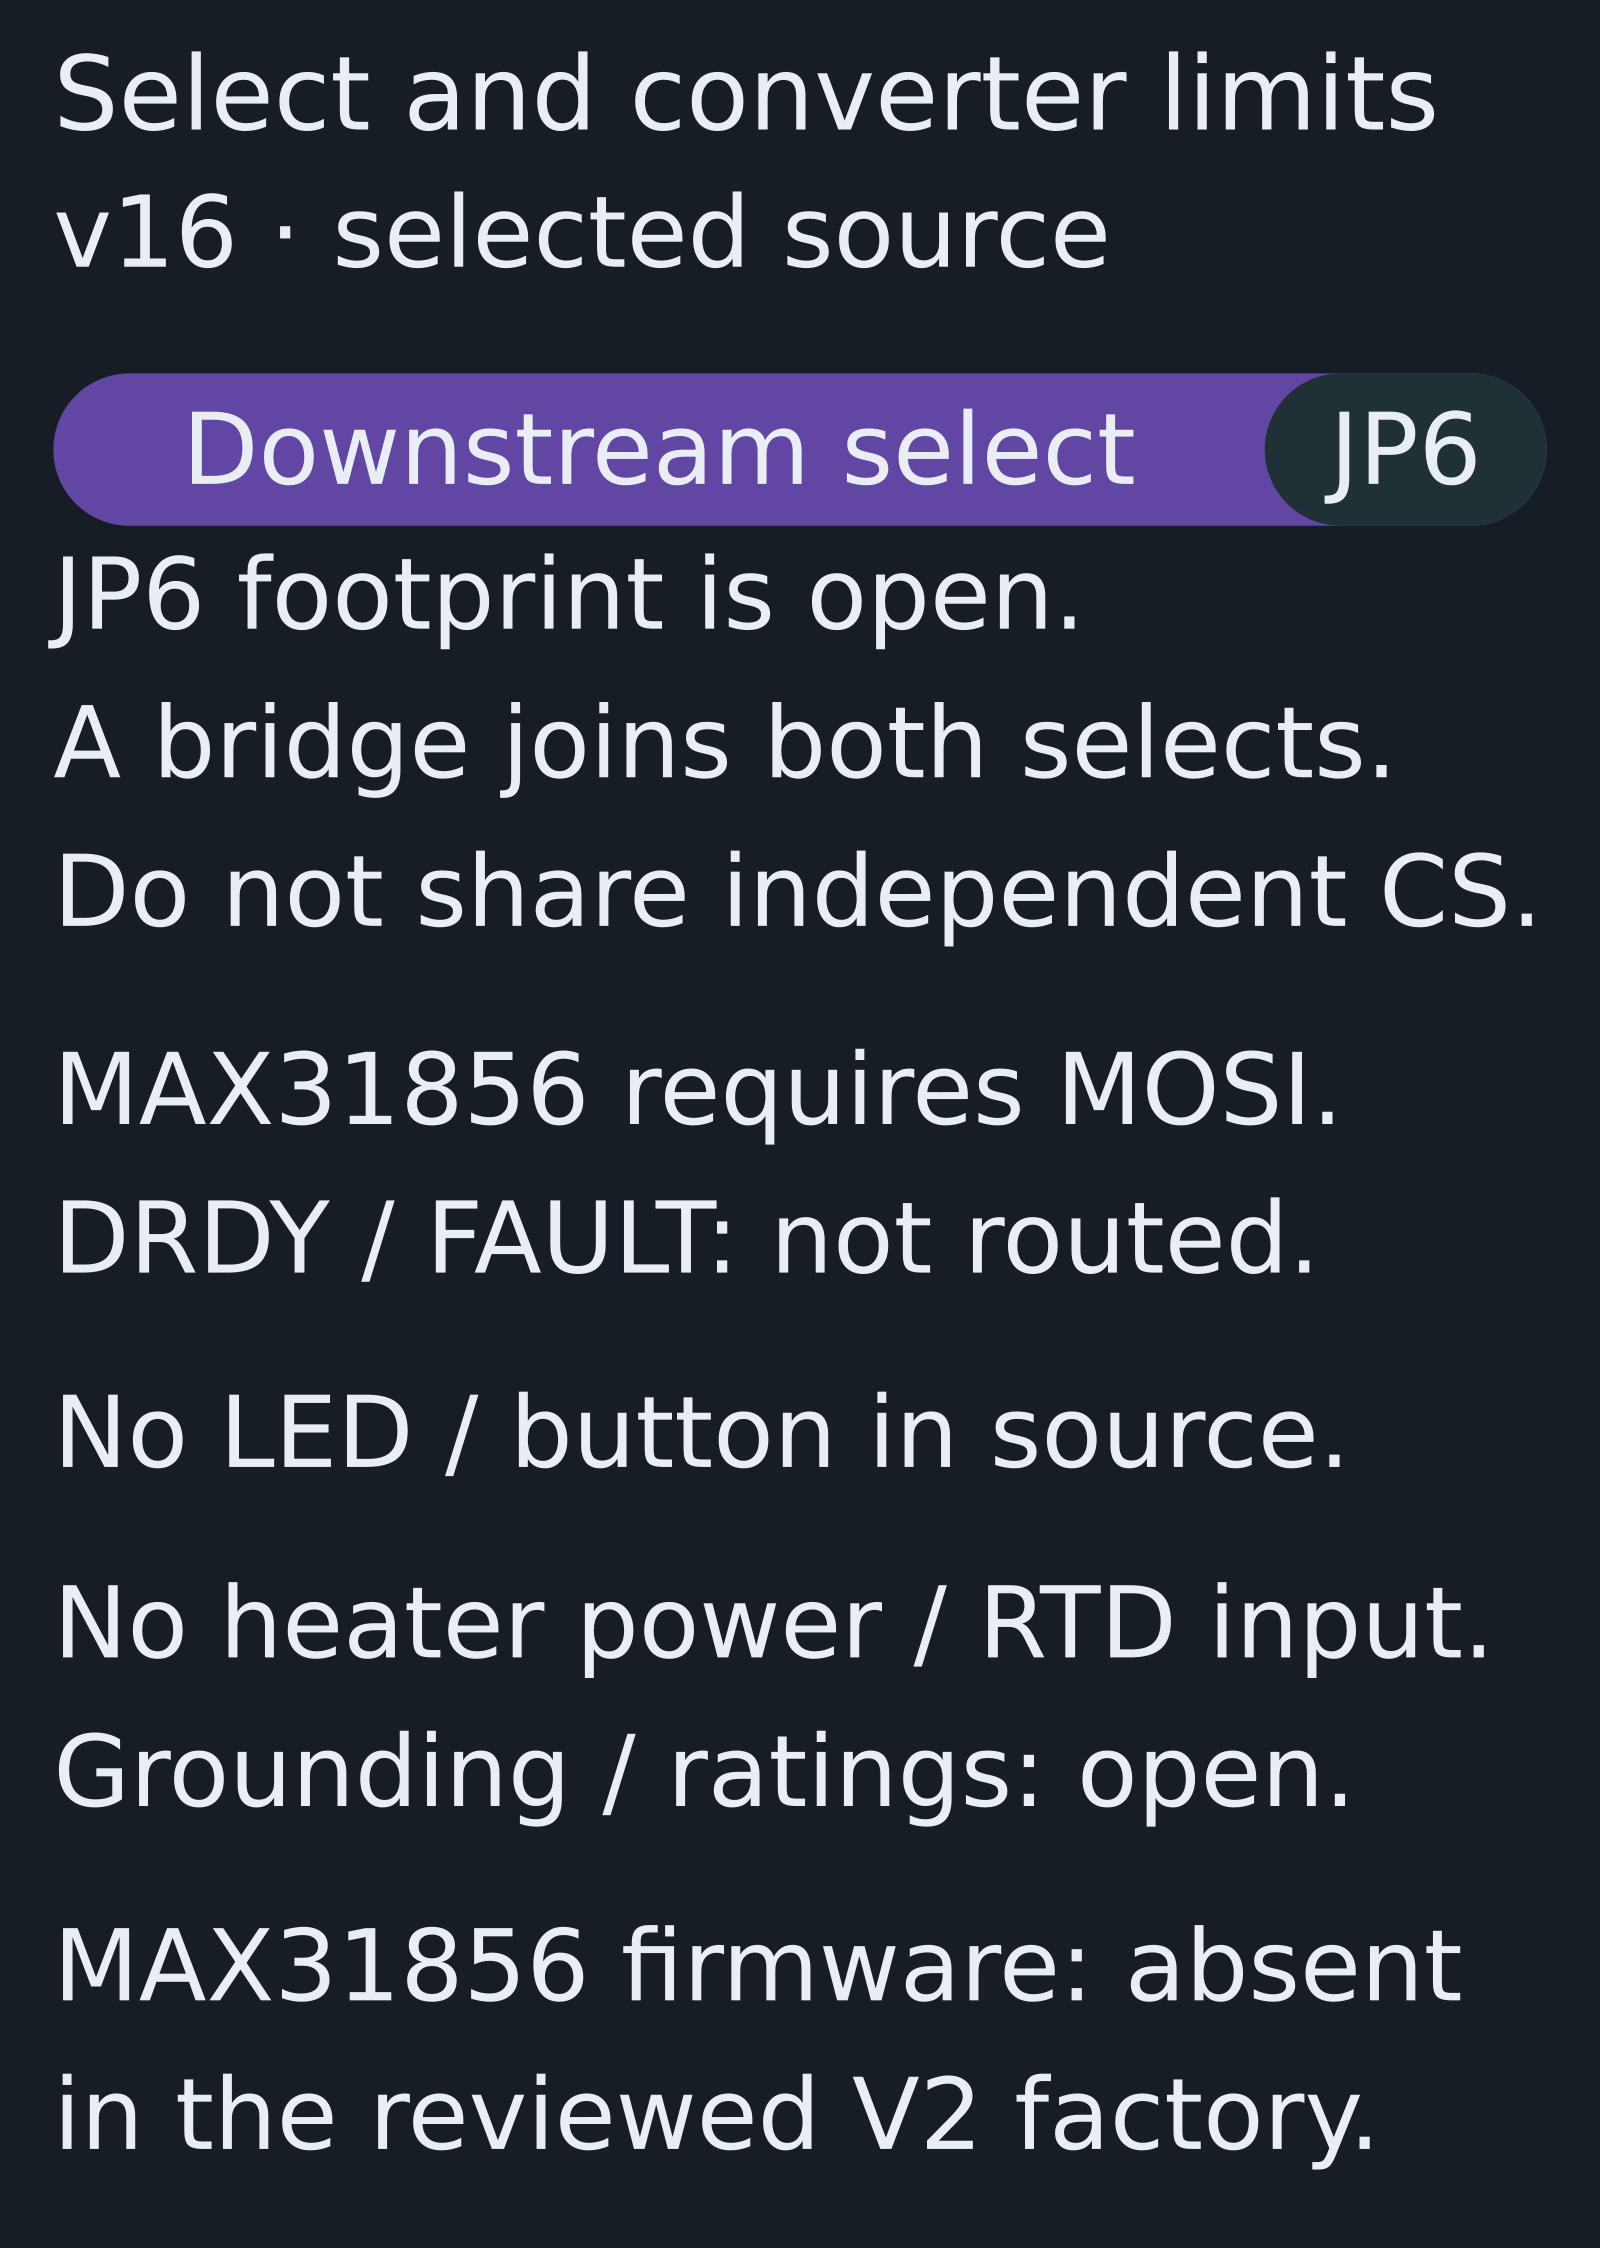 Select and converter limits
v16 · selected source
Downstream select JP6
JP6 footprint is open.
A bridge joins both selects.
Do not share independent CS.
MAX31856 requires MOSI.
DRDY / FAULT: not routed.
No LED / button in source.
No heater power / RTD input.
Grounding / ratings: open.
MAX31856 firmware: absent
in the reviewed V2 factory.